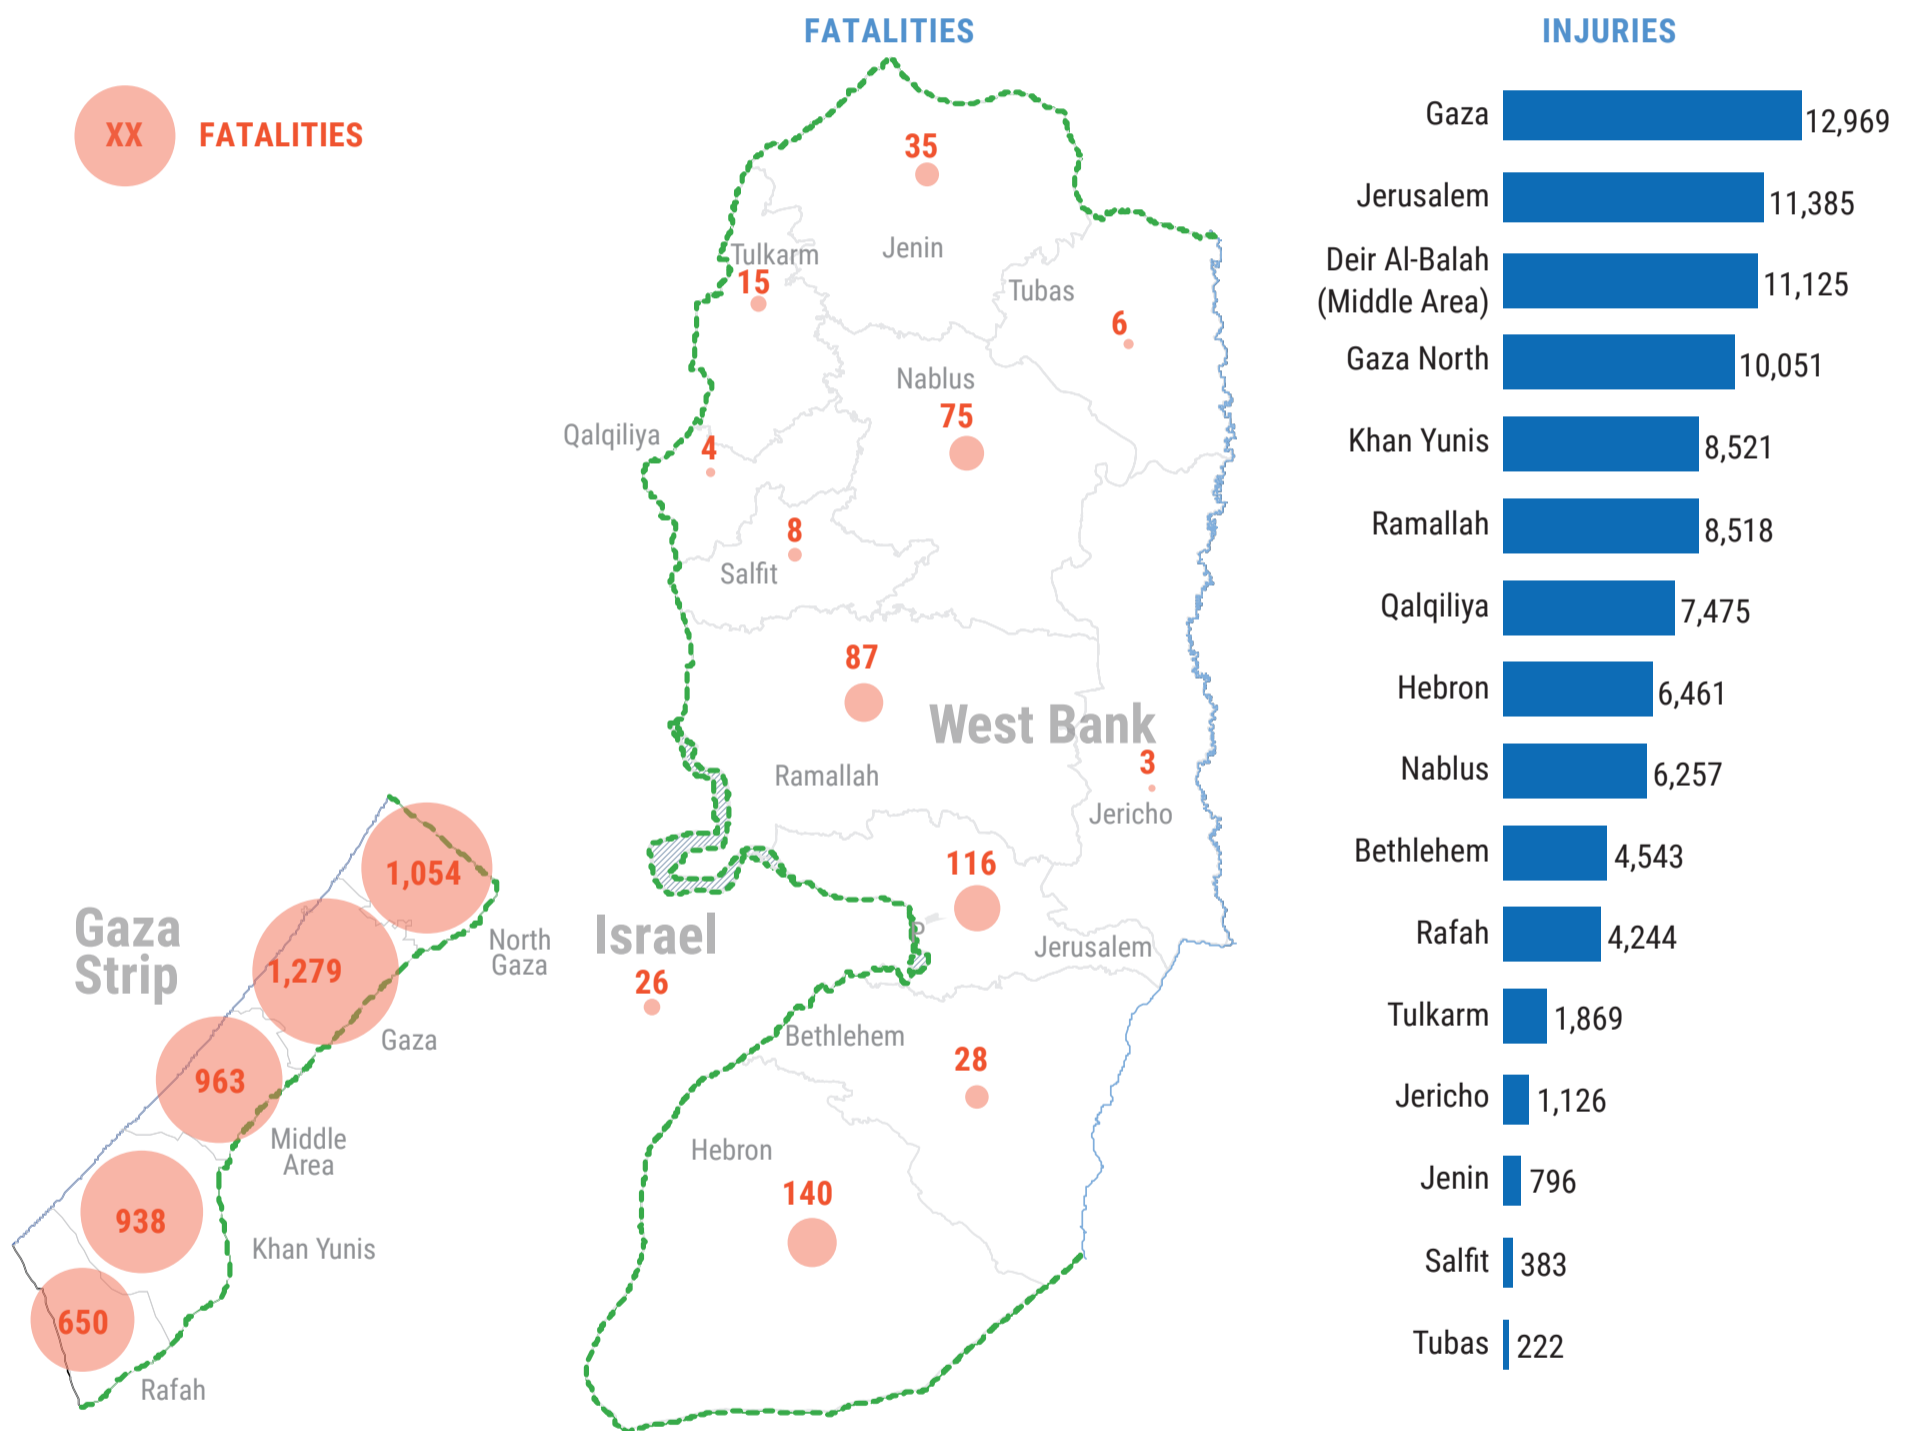 FATALITIES
INJURIES
XX
FATALITIES
35
Jenin
Tulkarm
15
Tubas
6
Nablus
75
Qalqiliya
4
8
Salfit
87
West Bank
Ramallah
3
Jericho
116
Jerusalem
Israel
26
Bethlehem
28
Hebron
140
Gaza
Strip
1,054
North
Gaza
1,279
Gaza
963
Middle
Area
938
Khan Yunis
650
Rafah
Gaza 12,969
Jerusalem 11,385
Deir Al-Balah
(Middle Area) 11,125
Gaza North 10,051
Khan Yunis 8,521
Ramallah 8,518
Qalqiliya 7,475
Hebron 6,461
Nablus 6,257
Bethlehem 4,543
Rafah 4,244
Tulkarm 1,869
Jericho 1,126
Jenin 796
Salfit 383
Tubas 222